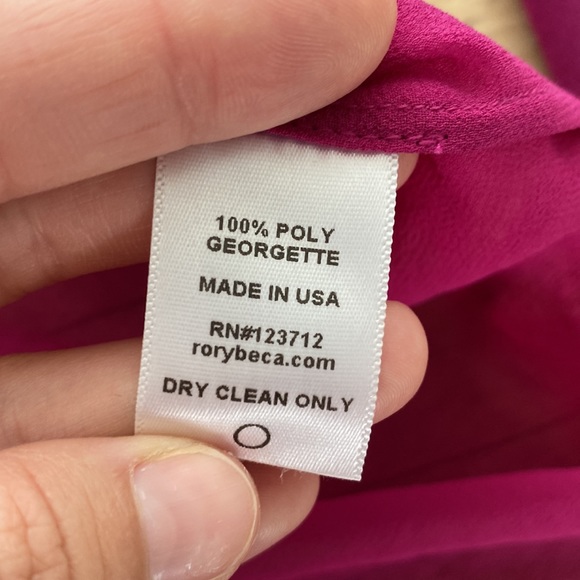 100% POLY
GEORGETTE
MADE IN USA
RN#123712
rorybeca.com
DRY CLEAN ONLY